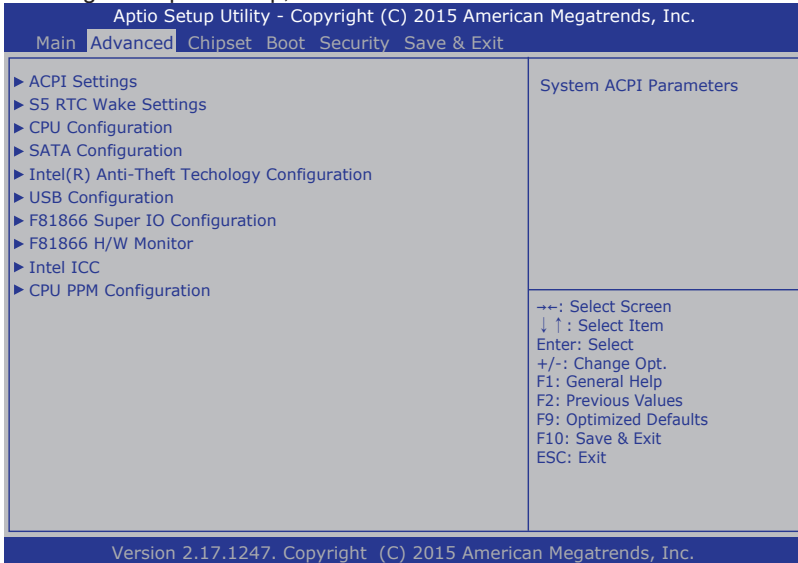 Aptio Setup Utility - Copyright (C) 2015 American Megatrends, Inc.
Main Advanced Chipset Boot Security Save & Exit
► ACPI Settings
► S5 RTC Wake Settings
► CPU Configuration
► SATA Configuration
► Intel(R) Anti-Theft Techology Configuration
► USB Configuration
► F81866 Super IO Configuration
► F81866 H/W Monitor
► Intel ICC
► CPU PPM Configuration
System ACPI Parameters
→←: Select Screen
↓↑: Select Item
Enter: Select
+/-: Change Opt.
F1: General Help
F2: Previous Values
F9: Optimized Defaults
F10: Save & Exit
ESC: Exit
Version 2.17.1247. Copyright (C) 2015 American Megatrends, Inc.